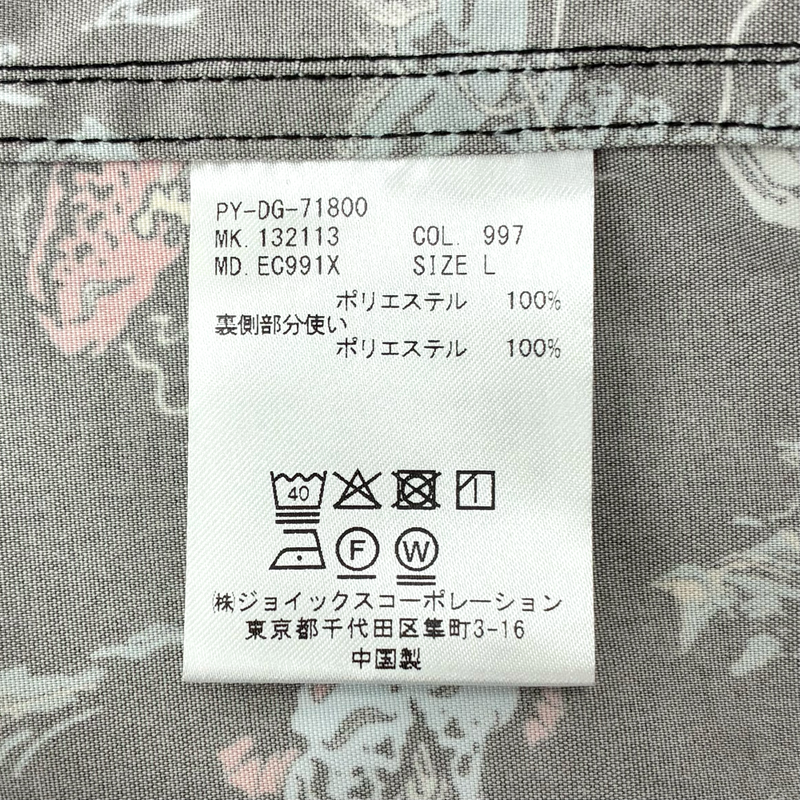 PY-DG-71800
MK. 132113 COL. 997
MD. EC991X SIZE L
ポリエステル 100%
裏側部分使い
ポリエステル 100%
40
F W
㈱ジョイックスコーポレーション
東京都千代田区隼町3-16
中国製